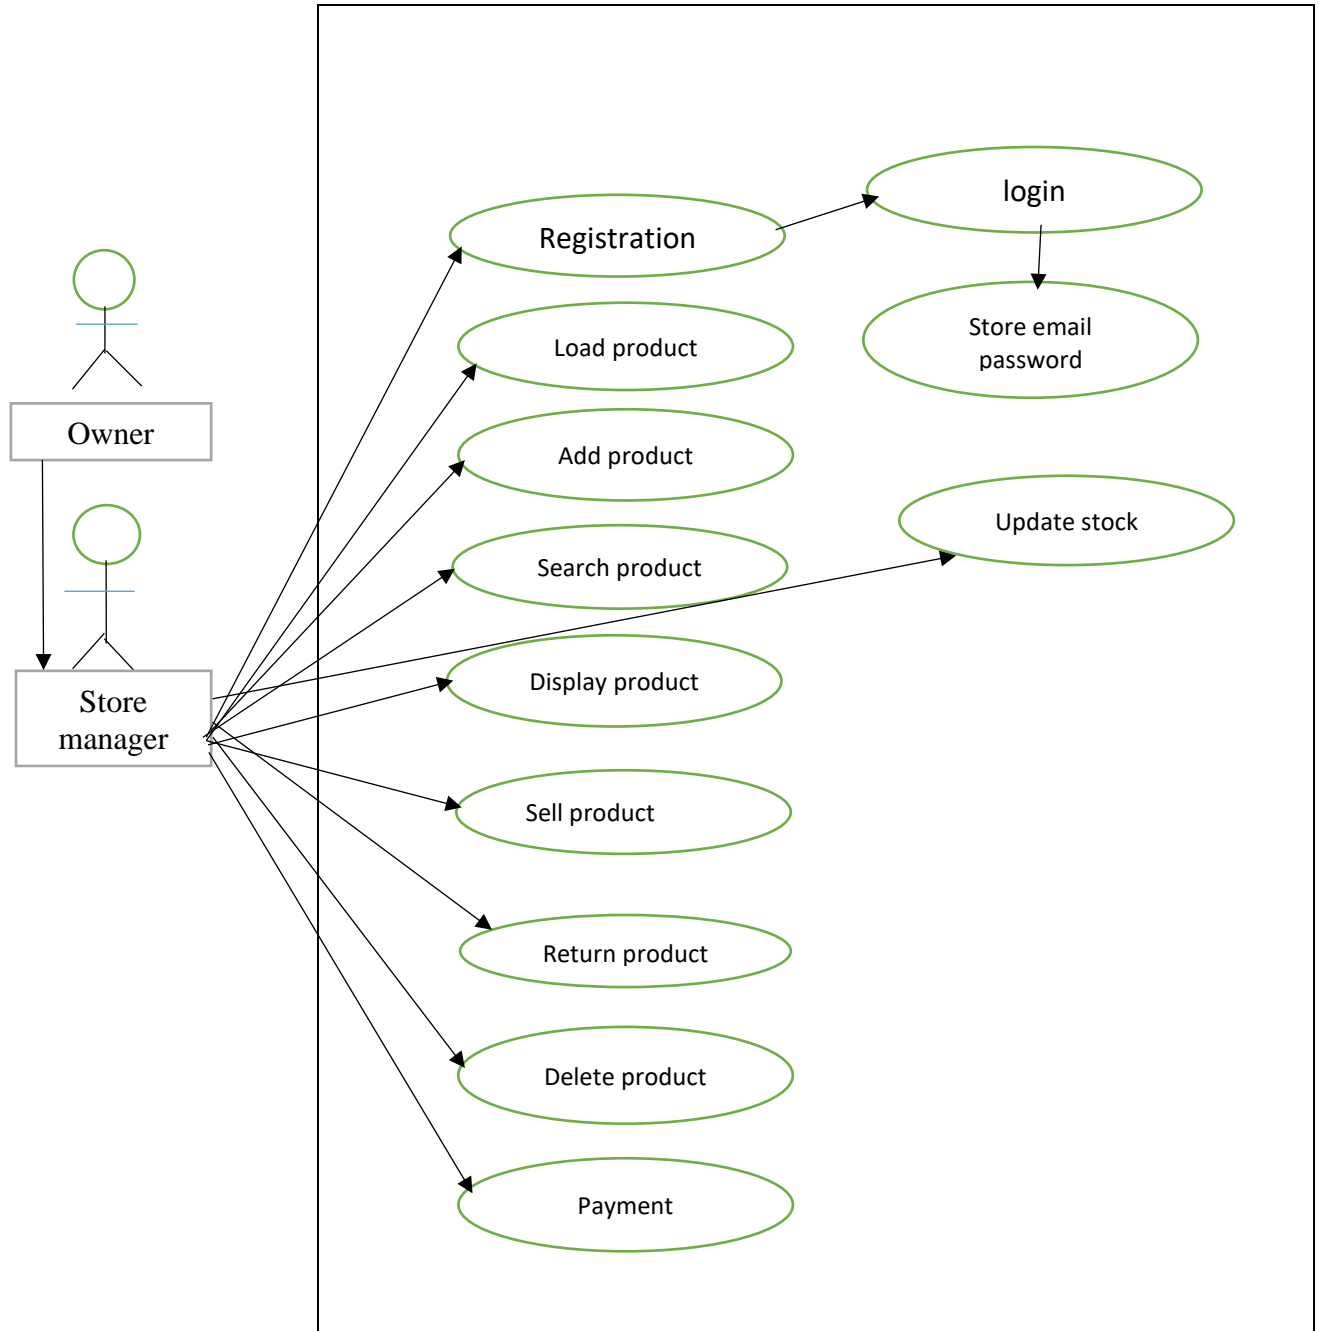 login
Registration
Store email
password
Load product
Owner
Add product
Update stock
Search product
Display product
Store
manager
Sell product
Return product
Delete product
Payment